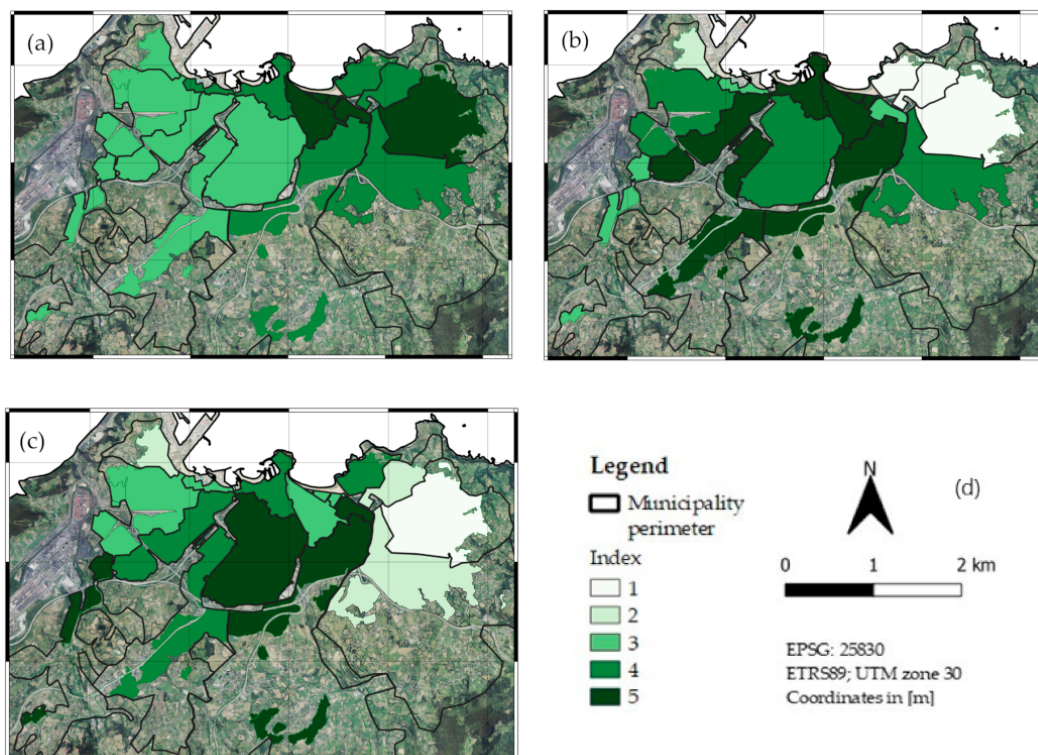 (a)
(b)
(c)
Legend
Municipality
perimeter
Index
1
2
3
4
5
N
(d)
0 1 2 km
EPSG: 25830
ETRS89; UTM zone 30
Coordinates in [m]